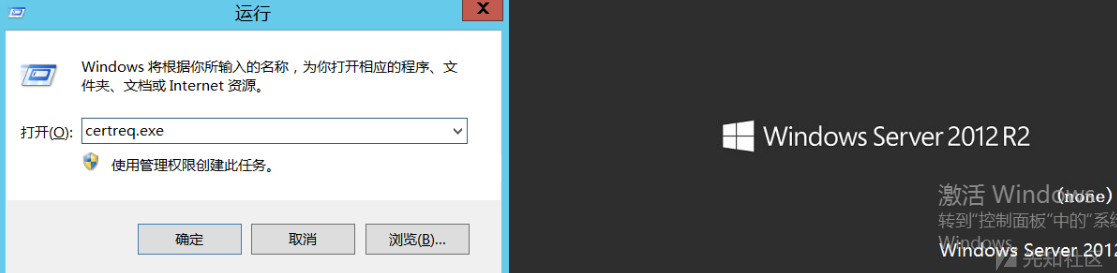 运行
Windows 将根据你所输入的名称，为你打开相应的程序、文
件夹、文档或 Internet 资源。
打开(O): certreq.exe
使用管理权限创建此任务。
确定 取消 浏览(B)...
Windows Server 2012 R2
激活 Windows
(none)
转到"控制面板"中的"系统
Windows
Windows Server 2012
先知社区